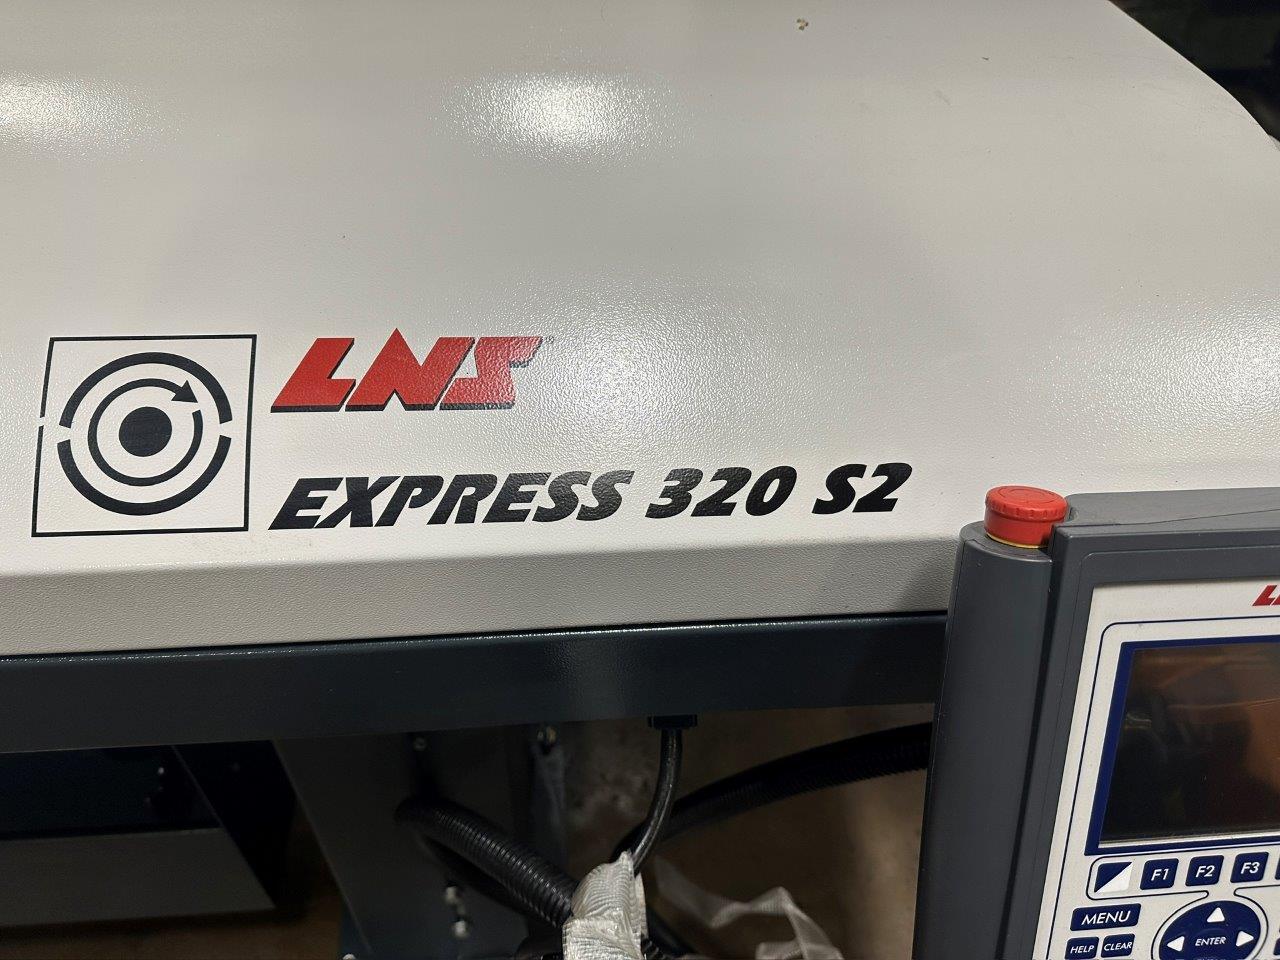 LNS
EXPRESS 320 S2
F1 F2 F3
MENU
HELP CLEAR ENTER